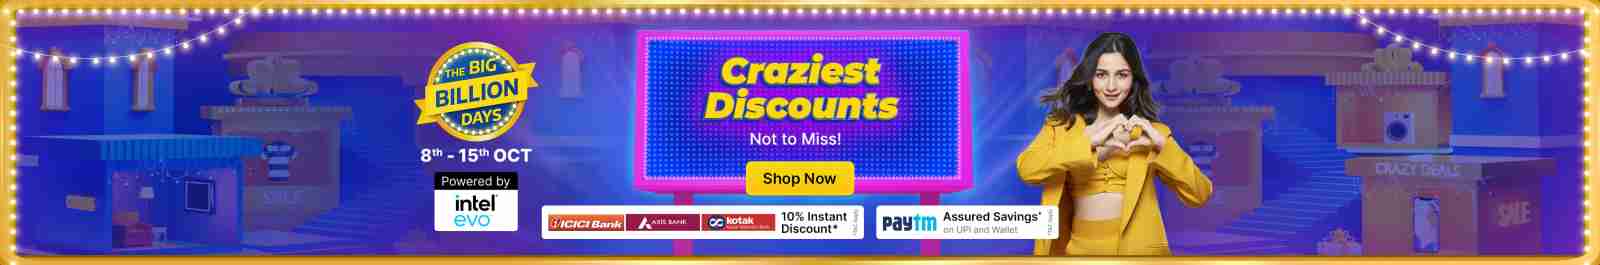 THE BIG
BILLION
DAYS
8th - 15th OCT
Powered by
intel
evo
Craziest
Discounts
Not to Miss!
Shop Now
ICICI Bank
AXIS BANK
kotak
10% Instant
Discount*
paytm
Assured Savings*
on UPI and Wallet
SALE
CRAZY DEALS
SALE